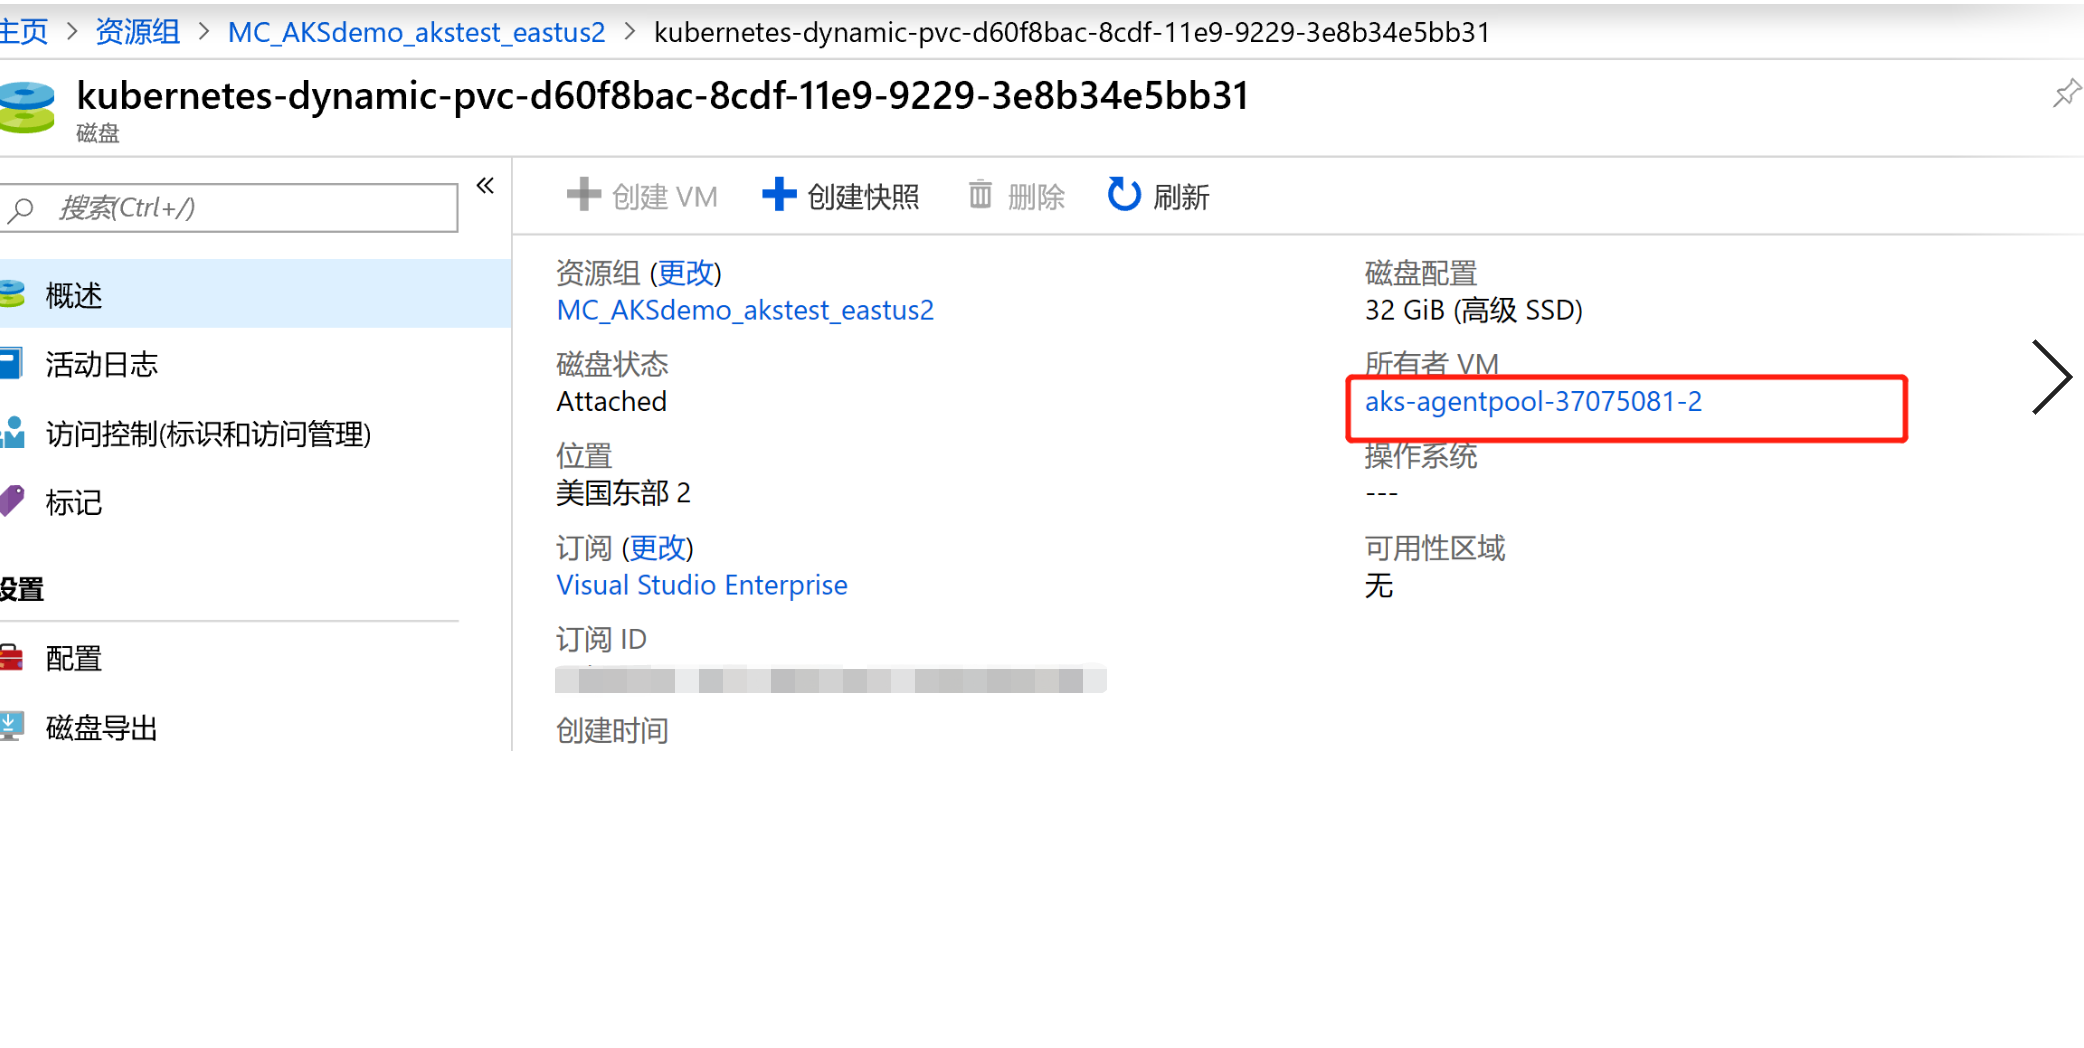 主页 > 资源组 > MC_AKSdemo_akstest_eastus2 > kubernetes-dynamic-pvc-d60f8bac-8cdf-11e9-9229-3e8b34e5bb31
kubernetes-dynamic-pvc-d60f8bac-8cdf-11e9-9229-3e8b34e5bb31
磁盘
搜索(Ctrl+/)
«
概述
活动日志
访问控制(标识和访问管理)
标记
设置
配置
磁盘导出
创建 VM 创建快照 删除 刷新
资源组 (更改)
MC_AKSdemo_akstest_eastus2
磁盘状态
Attached
位置
美国东部 2
订阅 (更改)
Visual Studio Enterprise
订阅 ID
创建时间
磁盘配置
32 GiB (高级 SSD)
所有者 VM
aks-agentpool-37075081-2
操作系统
---
可用性区域
无